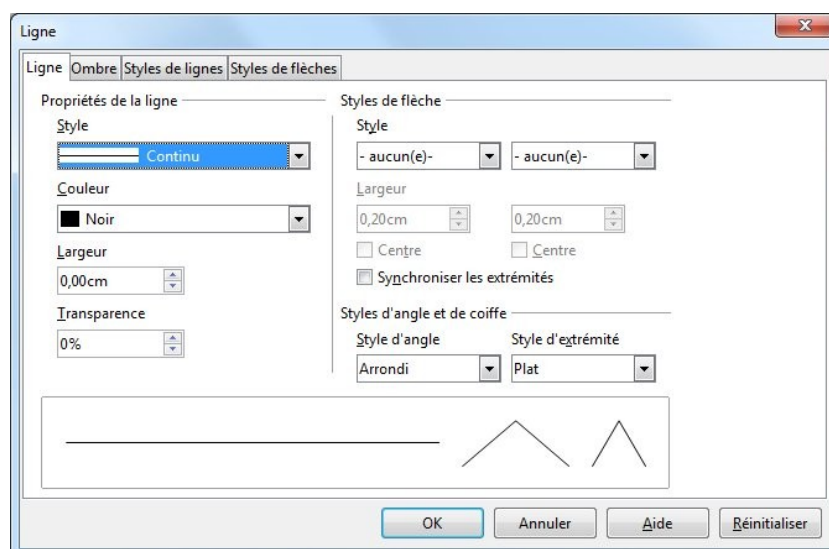 Ligne
Ligne Ombre Styles de lignes Styles de flèches
Propriétés de la ligne
Style
Continu
Couleur
Noir
Largeur
0,00cm
Transparence
0%
Styles de flèche
Style
- aucun(e)- - aucun(e)-
Largeur
0,20cm 0,20cm
Centre Centre
Synchroniser les extrémités
Styles d'angle et de coiffe
Style d'angle Style d'extrémité
Arrondi Plat
OK Annuler Aide Réinitialiser